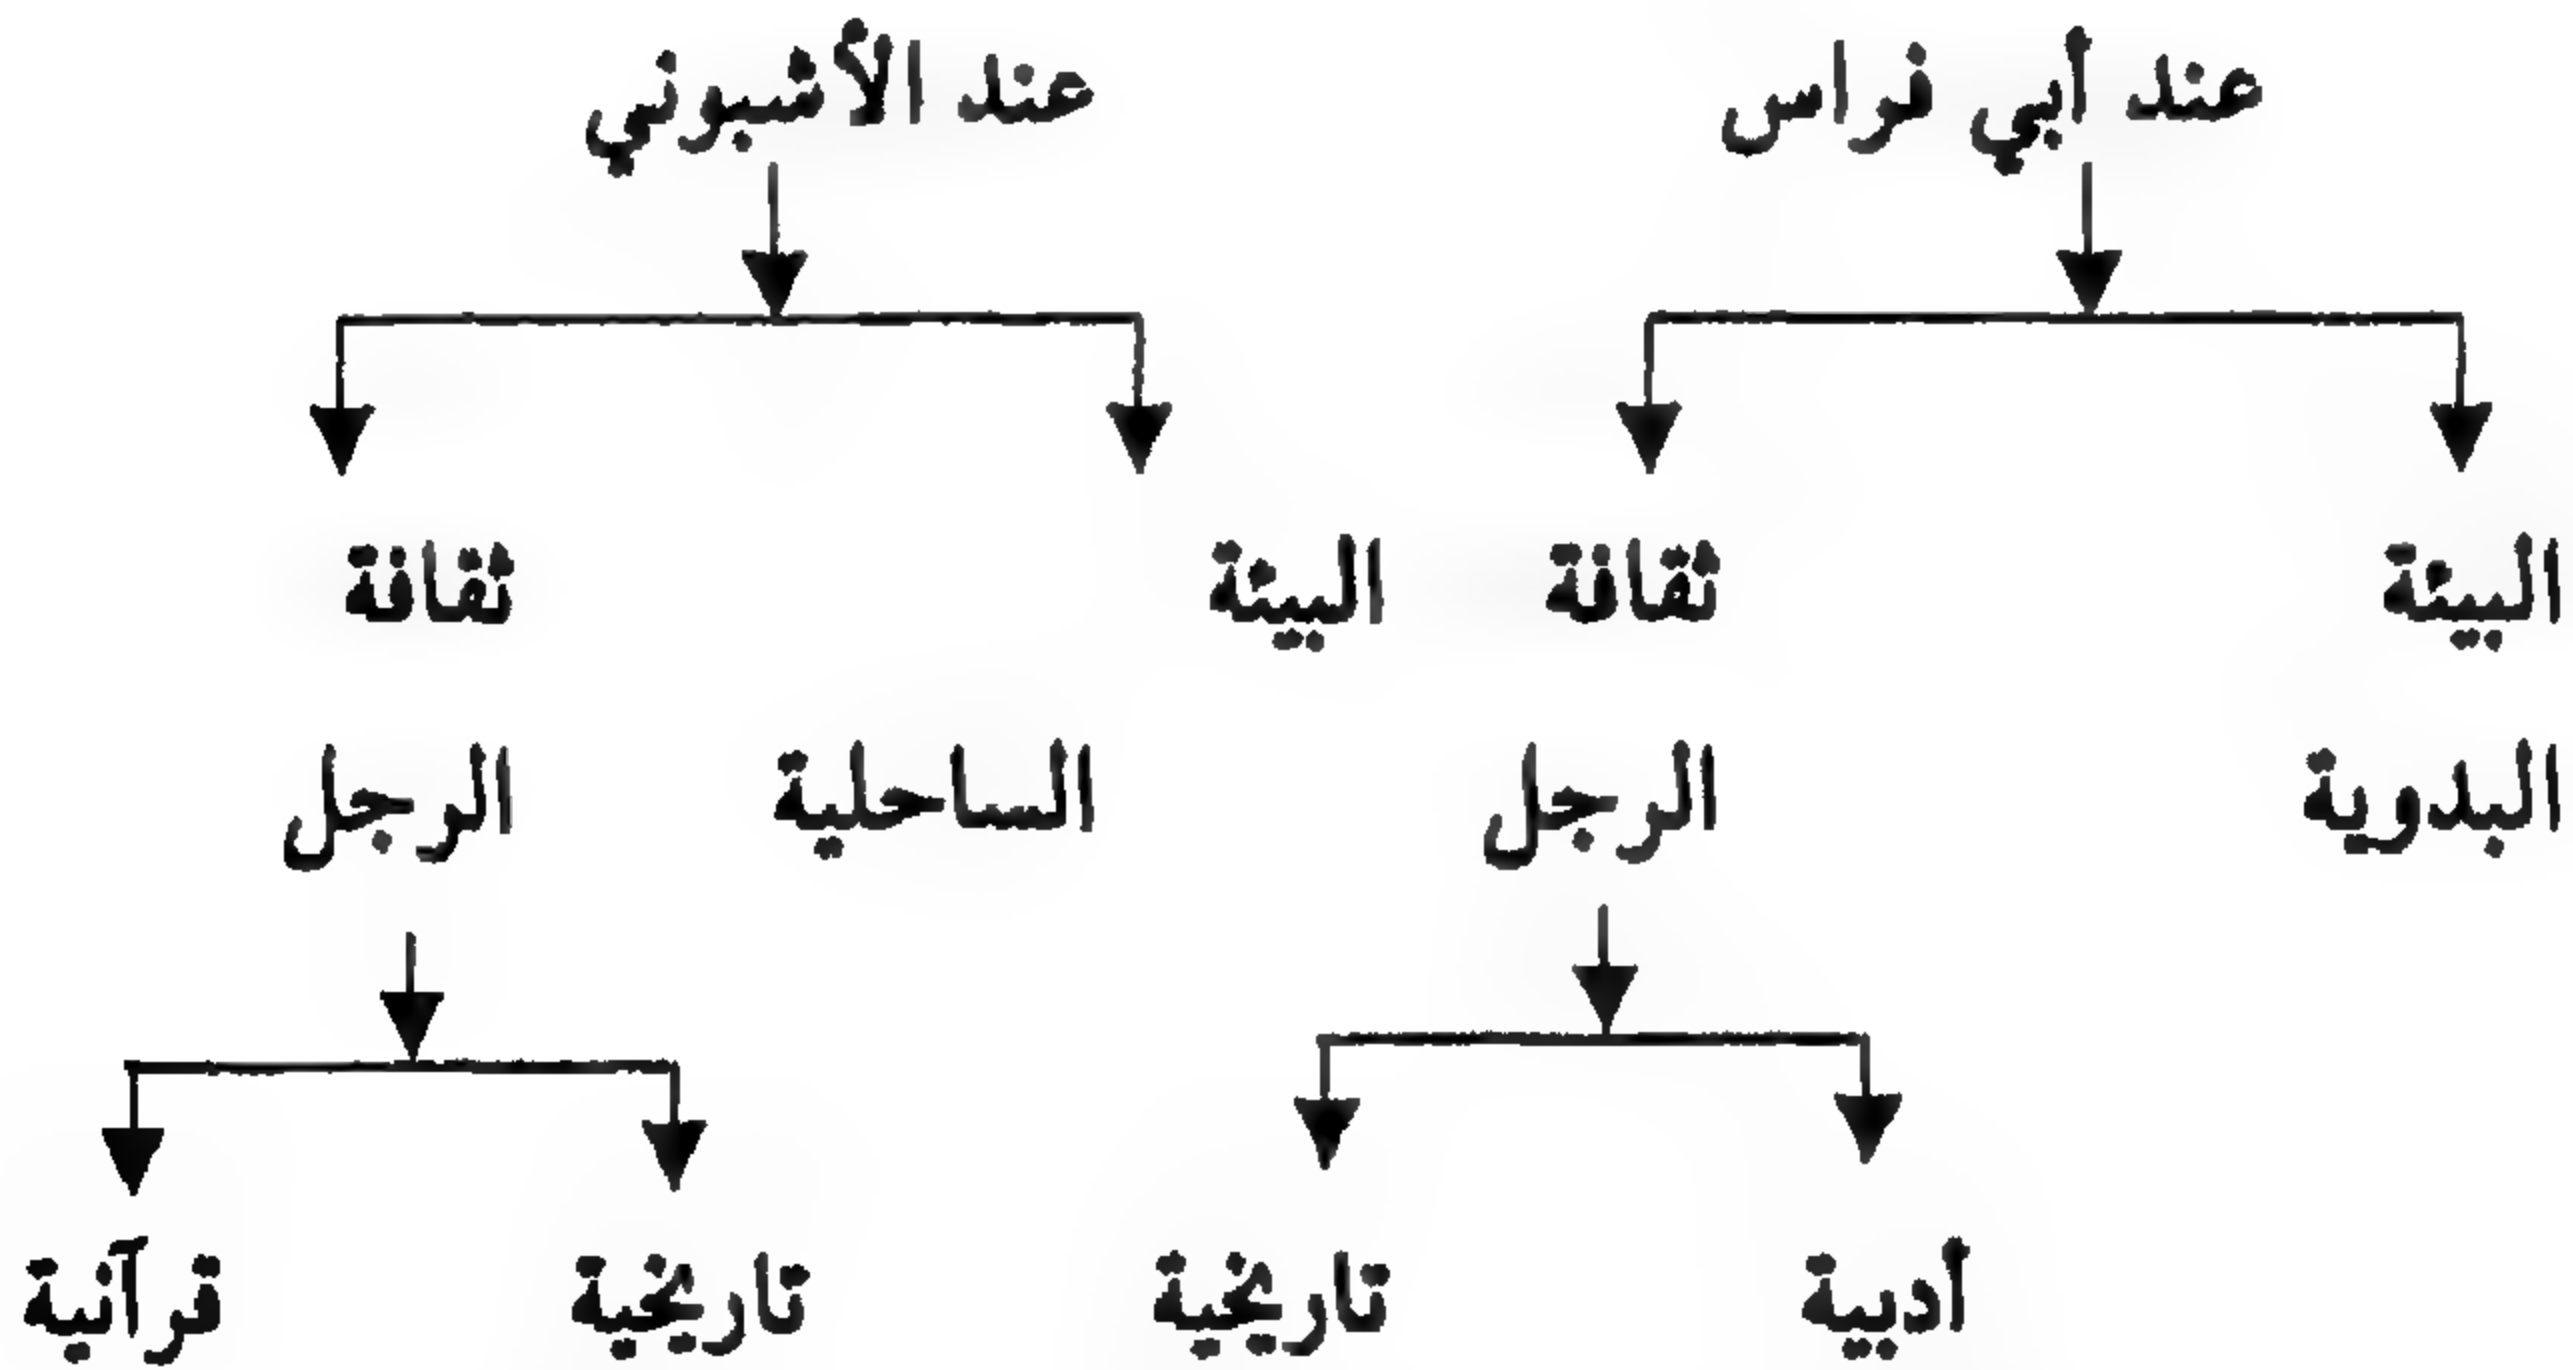 عند أبي فراس عند الأشبوني
البيئة ثقافة البيئة ثقافة
البدوية الرجل الساحلية الرجل
أدبية تاريخية تاريخية قرآنية